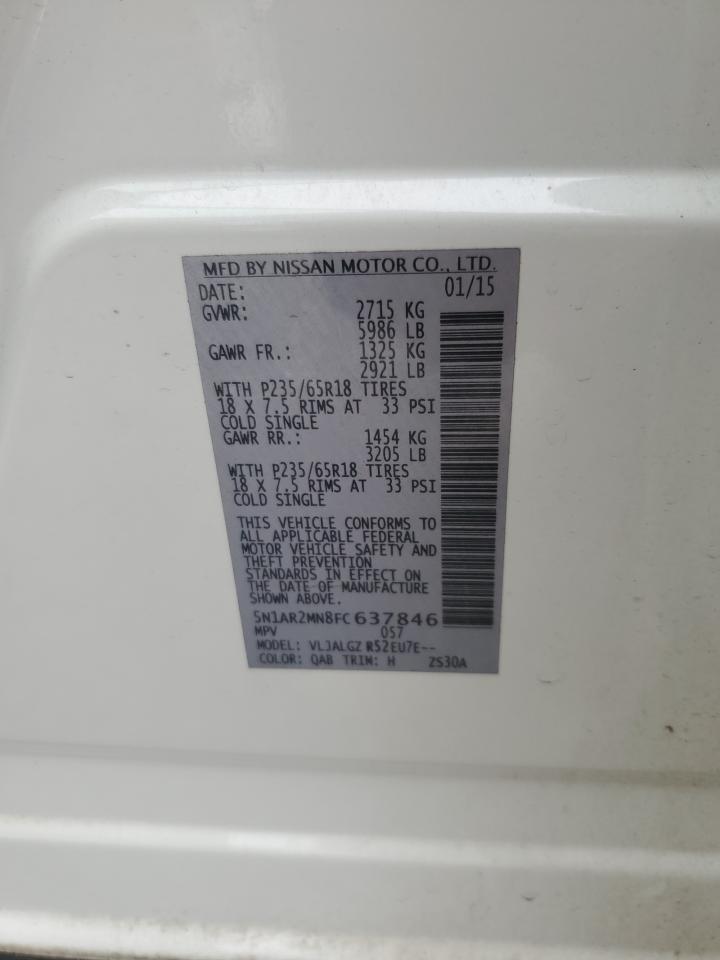 MFD BY NISSAN MOTOR CO., LTD.
DATE: 01/15
GVWR: 2715 KG
5986 LB
GAWR FR.: 1325 KG
2921 LB
WITH P235/65R18 TIRES
18 X 7.5 RIMS AT 33 PSI
COLD SINGLE
GAWR RR.: 1454 KG
3205 LB
WITH P235/65R18 TIRES
18 X 7.5 RIMS AT 33 PSI
COLD SINGLE
THIS VEHICLE CONFORMS TO
ALL APPLICABLE FEDERAL
MOTOR VEHICLE SAFETY AND
THEFT PREVENTION
STANDARDS IN EFFECT ON
THE DATE OF MANUFACTURE
SHOWN ABOVE.
5N1AR2MN8FC 637846
MPV 057
MODEL: VLJALGZ R52EU7E--
COLOR: QAB TRIM: H 2S30A